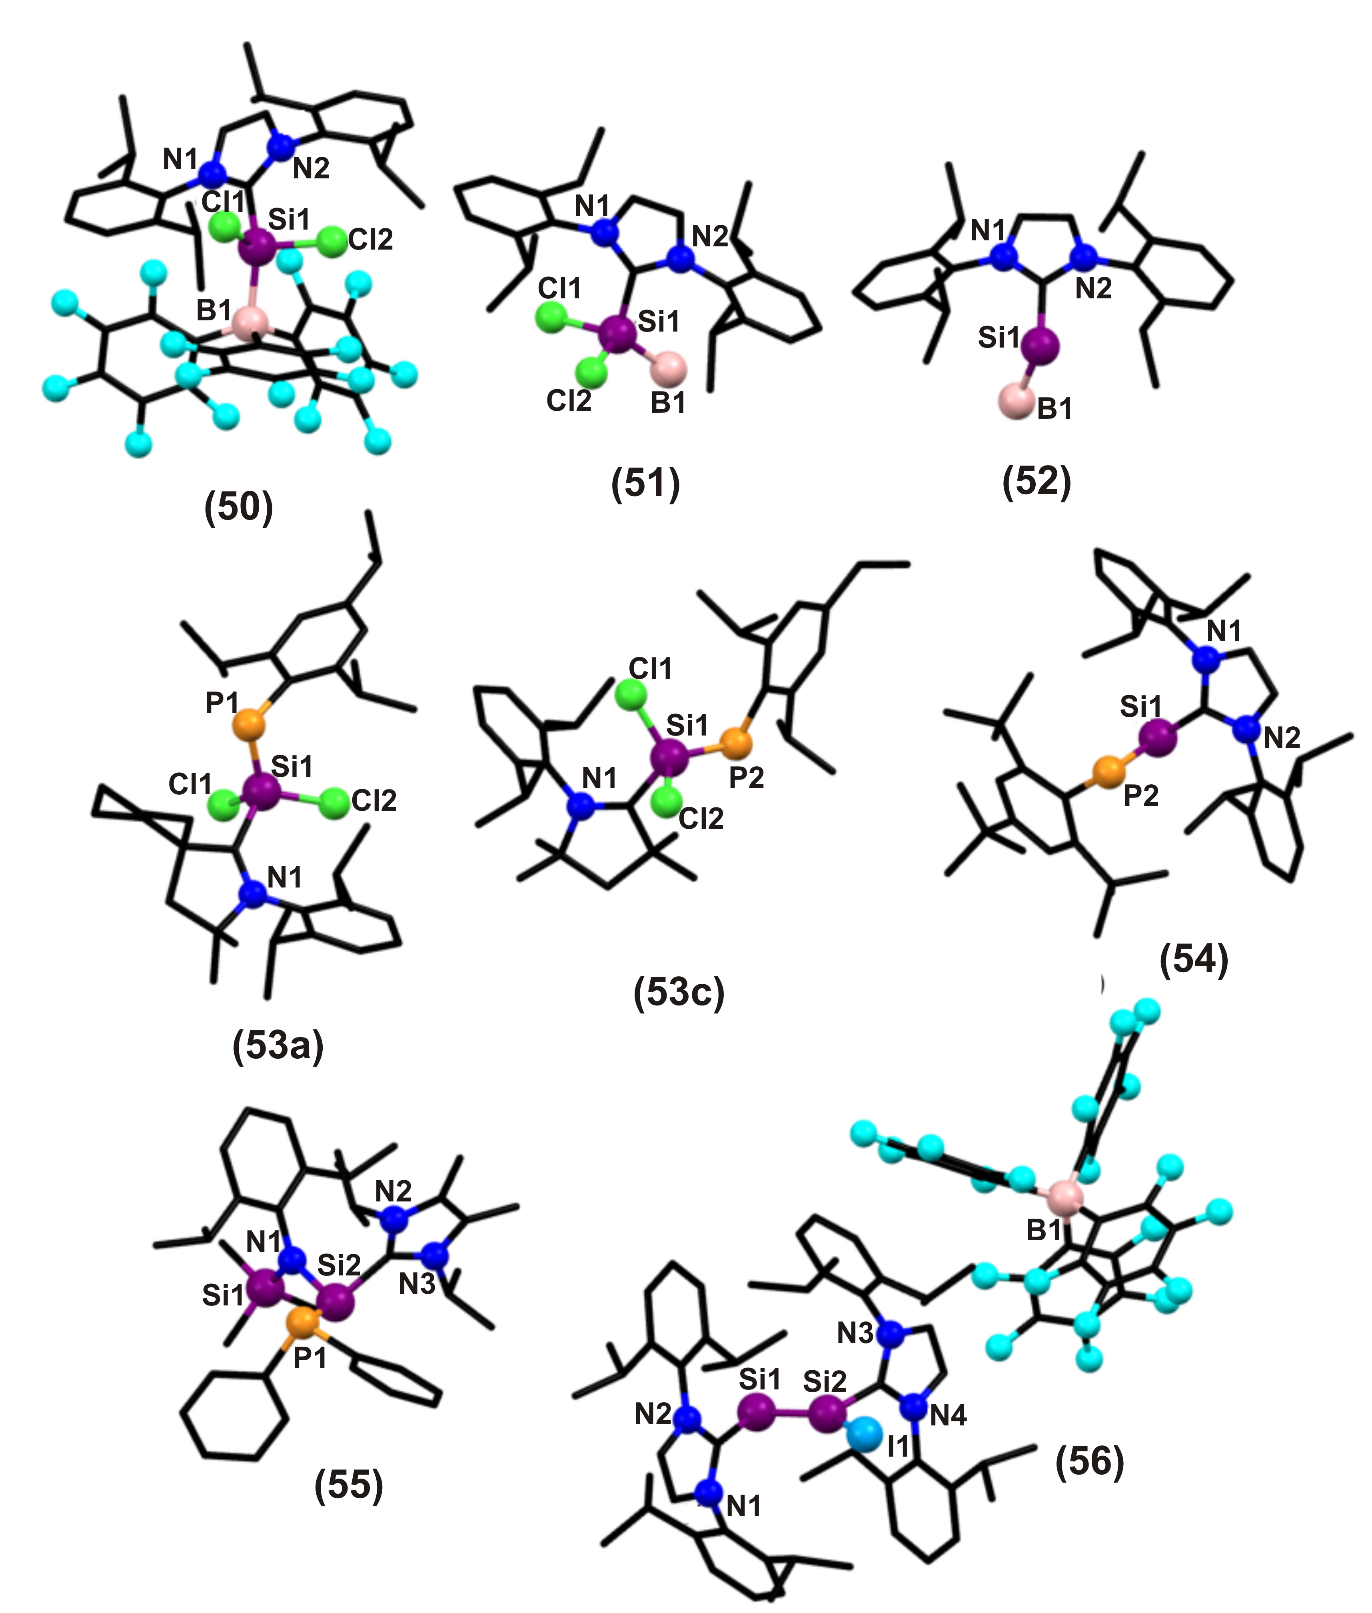 N1
N2
Cl1
Si1
Cl2
B1
(50)
N1
N2
Cl1
Si1
Cl2
B1
(51)
N1
N2
Si1
B1
(52)
P1
Si1
Cl1
Cl2
N1
(53a)
Cl1
Si1
P2
N1
Cl2
(53c)
N1
Si1
N2
P2
(54)
N2
N1
Si2
N3
Si1
P1
(55)
B1
N3
Si1
Si2
N2
N4
I1
N1
(56)